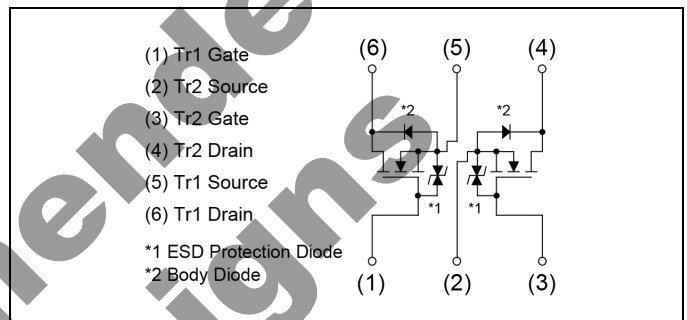 (1) Tr1 Gate
(2) Tr2 Source
(3) Tr2 Gate
(4) Tr2 Drain
(5) Tr1 Source
(6) Tr1 Drain
*1 ESD Protection Diode
*2 Body Diode
(6) (5) (4)
*2 *2
*1 *1
(1) (2) (3)